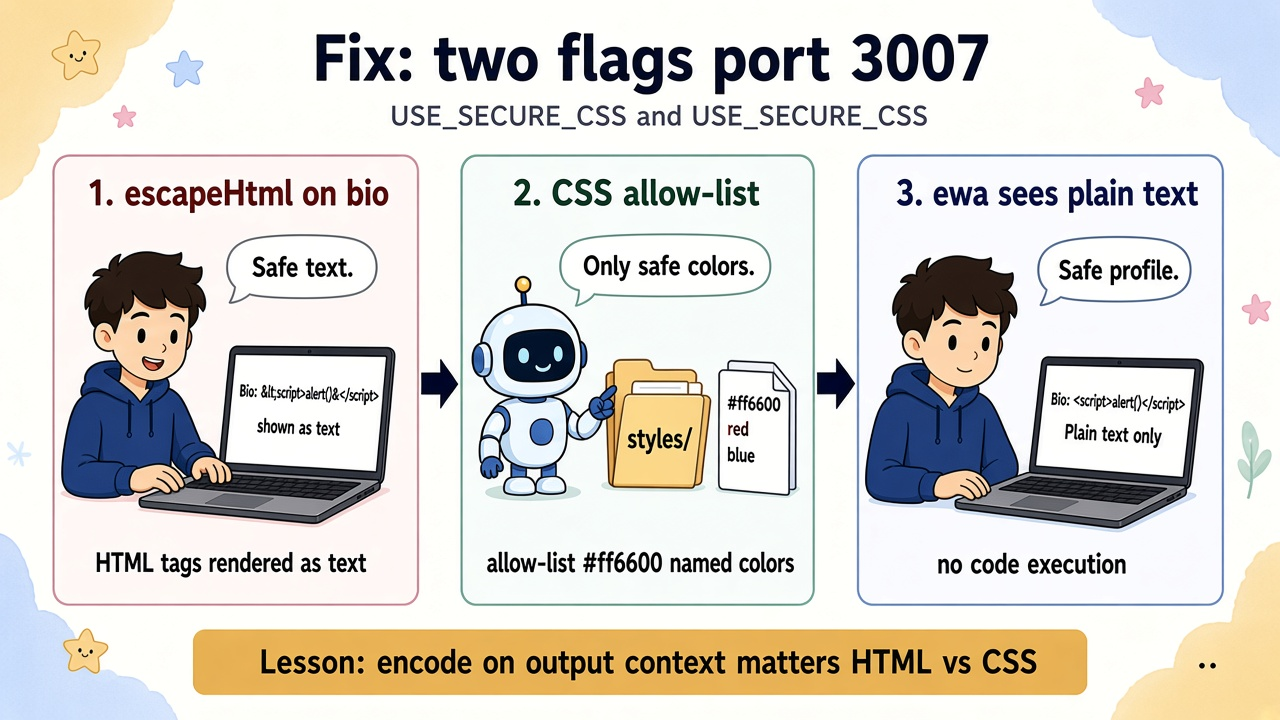 Fix: two flags port 3007
USE_SECURE_CSS and USE_SECURE_CSS
1. escapeHtml on bio
Safe text.
Bio: &lt;script>alert()&</script>
shown as text
HTML tags rendered as text
2. CSS allow-list
Only safe colors.
styles/
#ff6600
red
blue
allow-list #ff6600 named colors
3. ewa sees plain text
Safe profile.
Bio: <script>alert()</script>
Plain text only
no code execution
Lesson: encode on output context matters HTML vs CSS